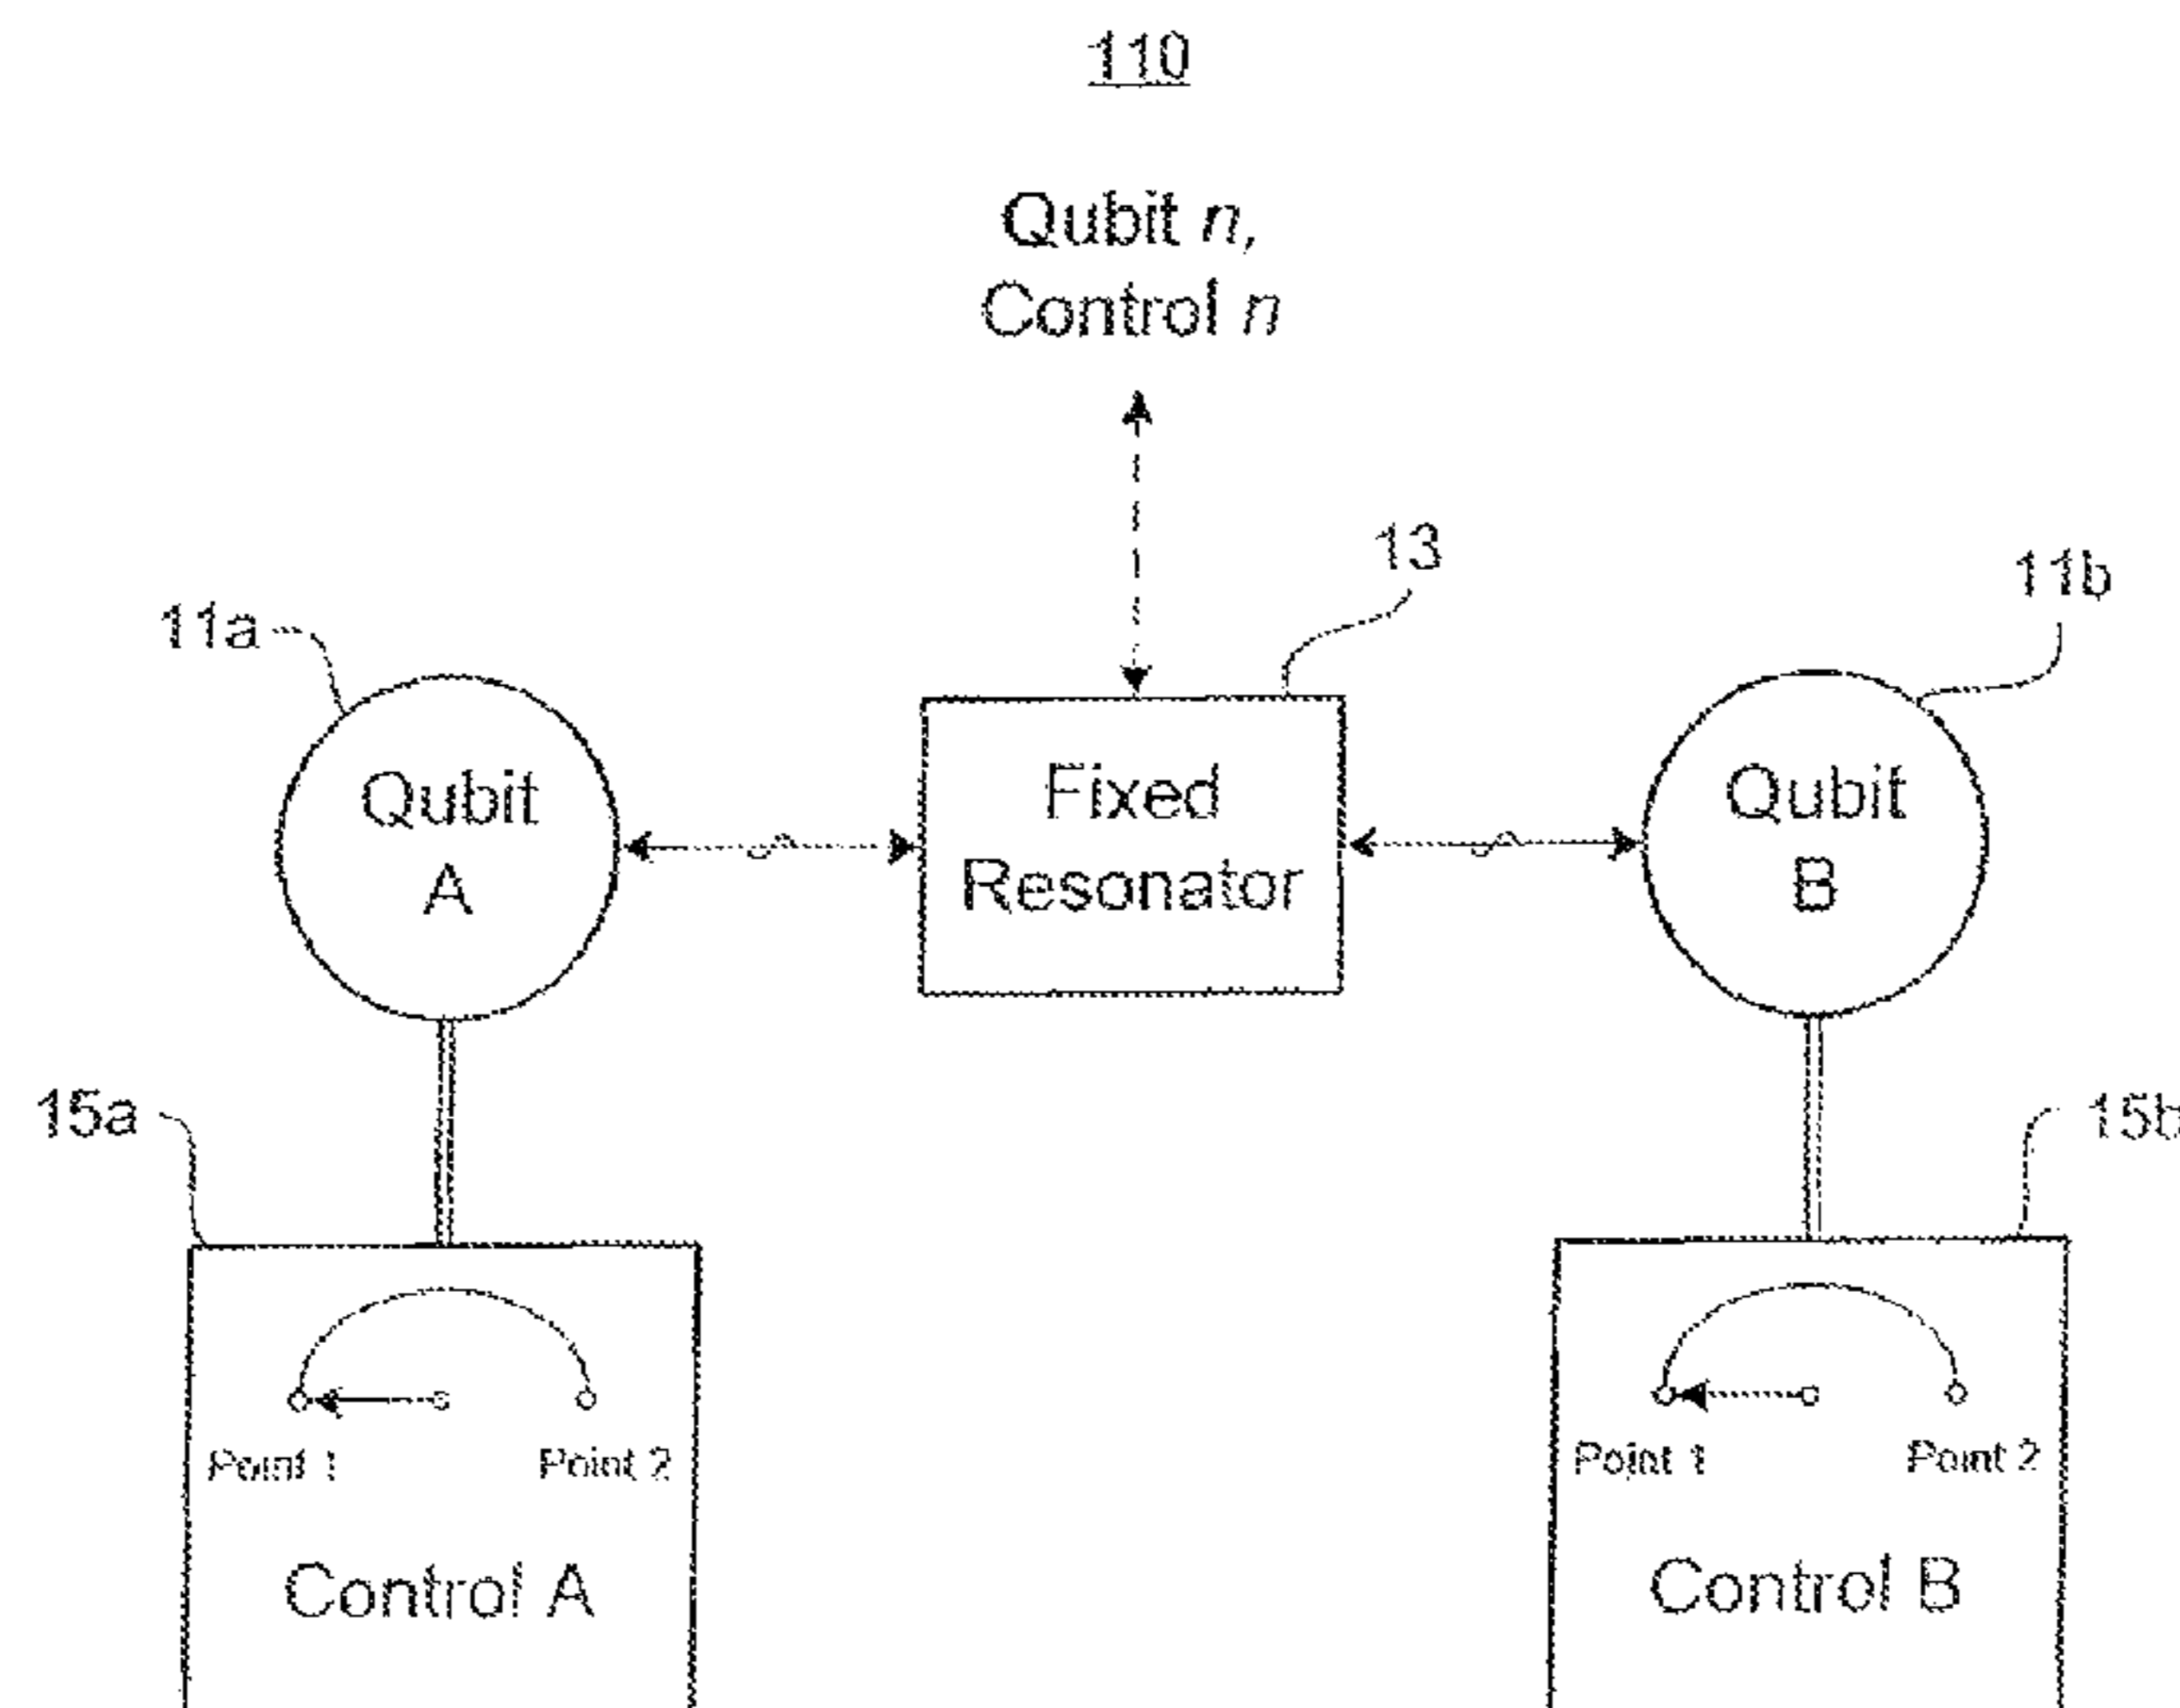 110
Qubit n,
Control n
13
11b
11a
Qubit
A
Fixed
Resonator
Qubit
B
15a
15b
Point 1
Point 2
Point 1
Point 2
Control A
Control B